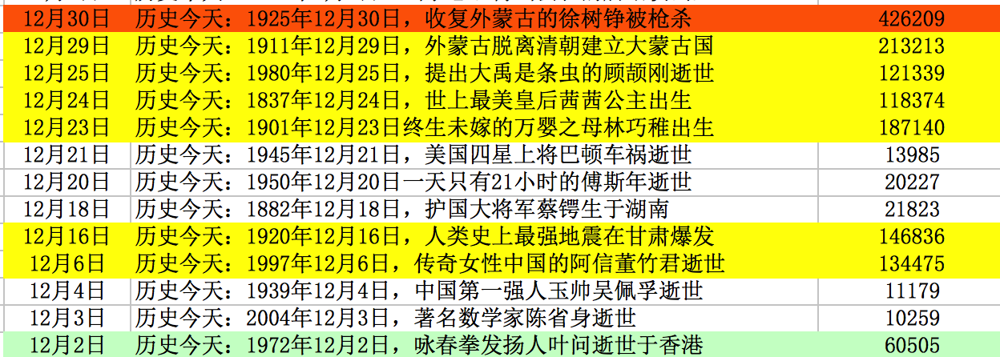 12月30日 历史今天：1925年12月30日，收复外蒙古的徐树铮被枪杀 426209
12月29日 历史今天：1911年12月29日，外蒙古脱离清朝建立大蒙古国 213213
12月25日 历史今天：1980年12月25日，提出大禹是条虫的顾颉刚逝世 121339
12月24日 历史今天：1837年12月24日，世上最美皇后茜茜公主出生 118374
12月23日 历史今天：1901年12月23日终生未嫁的万婴之母林巧稚出生 187140
12月21日 历史今天：1945年12月21日，美国四星上将巴顿车祸逝世 13985
12月20日 历史今天：1950年12月20日一天只有21小时的傅斯年逝世 20227
12月18日 历史今天：1882年12月18日，护国大将军蔡锷生于湖南 21823
12月16日 历史今天：1920年12月16日，人类史上最强地震在甘肃爆发 146836
12月6日 历史今天：1997年12月6日，传奇女性中国的阿信董竹君逝世 134475
12月4日 历史今天：1939年12月4日，中国第一强人玉帅吴佩孚逝世 11179
12月3日 历史今天：2004年12月3日，著名数学家陈省身逝世 10259
12月2日 历史今天：1972年12月2日，咏春拳发扬人叶问逝世于香港 60505